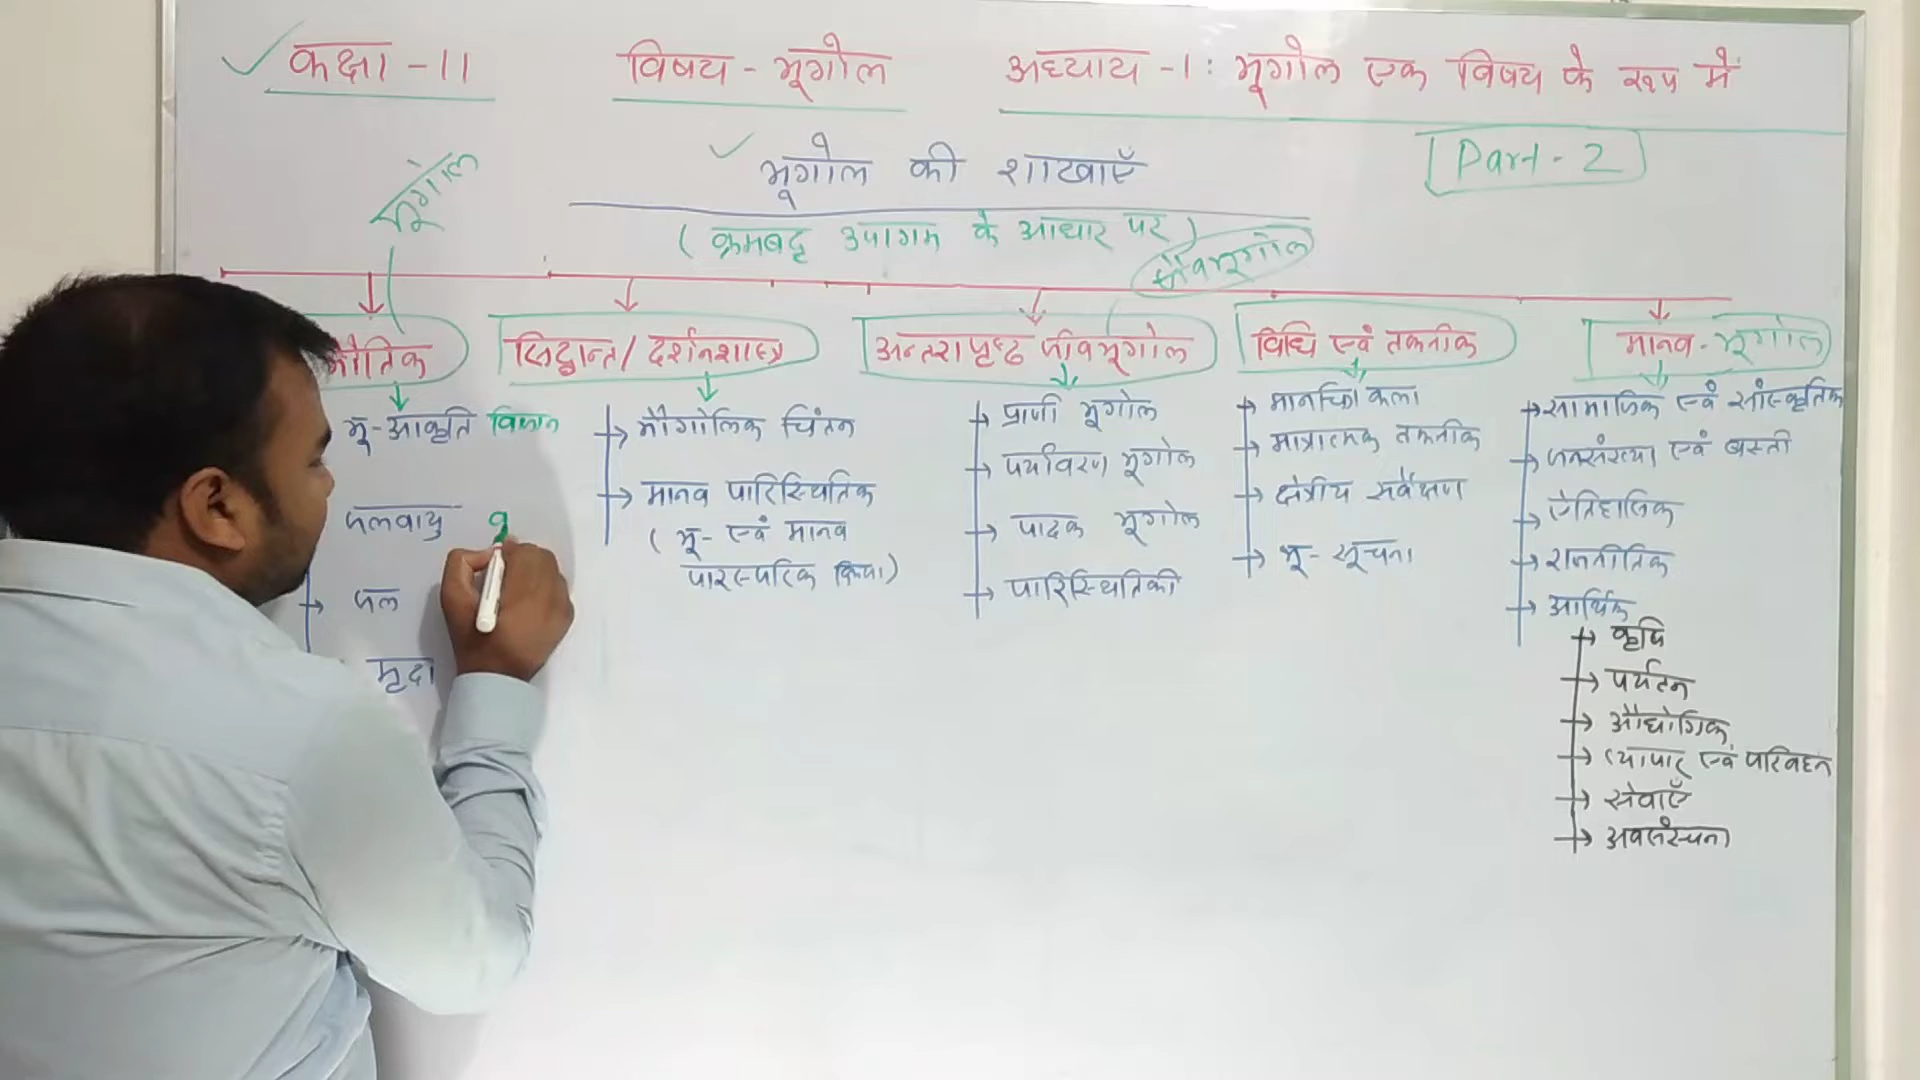 कक्षा -11 विषय - भूगोल अध्याय -1: भूगोल एक विषय के रूप में
भूगोल की शाखाएँ
Part - 2
भूगोल
(क्रमबद्ध उपागम के आधार पर)
जैवभूगोल
भौतिक
भू-आकृति विज्ञान
जलवायु
→ जल
मृदा
सिद्धान्त/दर्शनशास्त्र
→ भौगोलिक चिंतन
→ मानव पारिस्थितिक
(भू- एवं मानव
पारस्परिक क्रिया)
अन्तरापृष्ठ जीवभूगोल
→ प्राणी भूगोल
→ पर्यावरण भूगोल
→ पादक भूगोल
→ पारिस्थितिकी
विधि एवं तकनीक
→ मानचित्र कला
→ मात्रात्मक तकनीक
→ क्षेत्रीय सर्वेक्षण
→ भू-सूचना
मानव-भूगोल
→ सामाजिक एवं सांस्कृतिक
→ जनसंख्या एवं बस्ती
→ ऐतिहासिक
→ राजनीतिक
→ आर्थिक
→ कृषि
→ पर्यटन
→ औद्योगिक
→ व्यापार एवं परिवहन
→ सेवाएँ
→ अवसंरचना